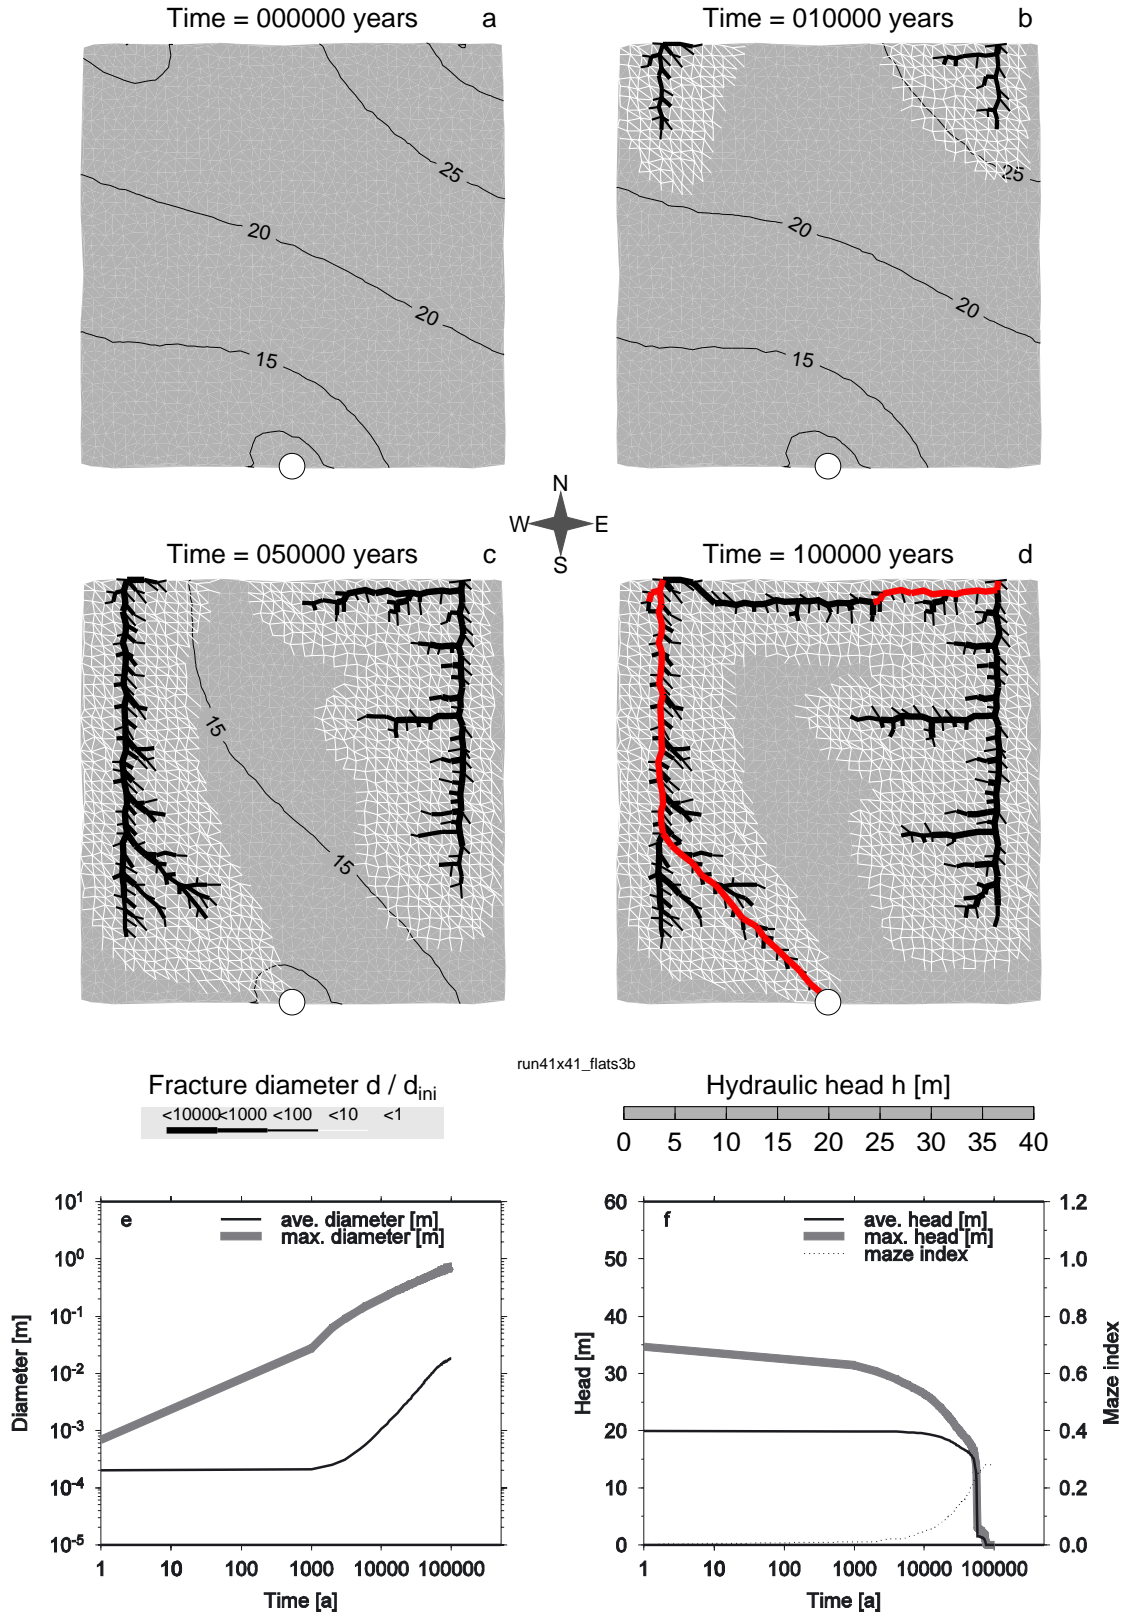 Time = 000000 years a
25
20
20
15
Time = 010000 years b
25
20
20
15
N
W E
S
Time = 050000 years c
15
15
Time = 100000 years d
run41x41_flats3b
Fracture diameter d / dini
<10000 <1000 <100 <10 <1
Hydraulic head h [m]
0 5 10 15 20 25 30 35 40
e
ave. diameter [m]
max. diameter [m]
10^1
10^0
10^-1
10^-2
10^-3
10^-4
10^-5
Diameter [m]
1 10 100 1000 10000 100000
Time [a]
f
ave. head [m]
max. head [m]
maze index
60
50
40
30
20
10
0
Head [m]
1.2
1.0
0.8
0.6
0.4
0.2
0.0
Maze index
1 10 100 1000 10000 100000
Time [a]